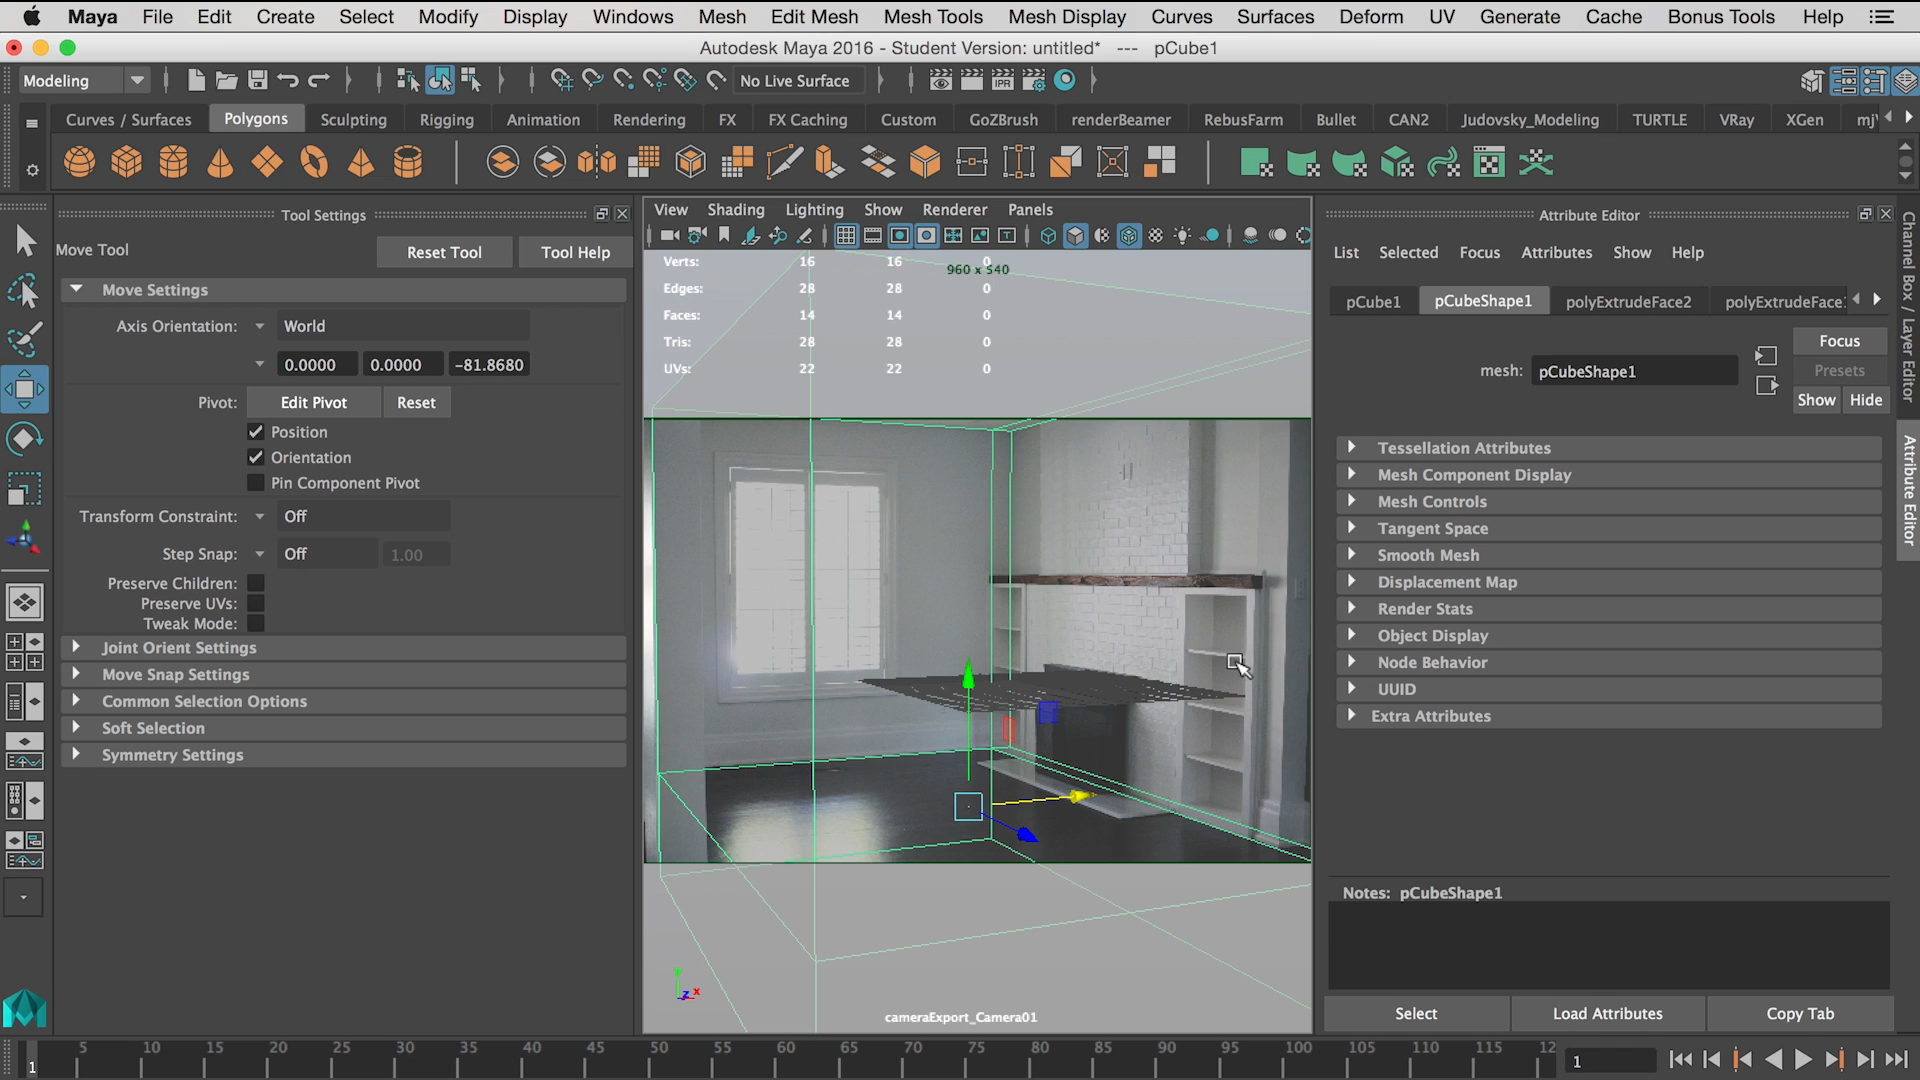 Maya File Edit Create Select Modify Display Windows Mesh Edit Mesh Mesh Tools Mesh Display Curves Surfaces Deform UV Generate Cache Bonus Tools Help
Autodesk Maya 2016 - Student Version: untitled* --- pCube1
Modeling
No Live Surface
IPR
Curves / Surfaces Polygons Sculpting Rigging Animation Rendering FX FX Caching Custom GoZBrush renderBeamer RebusFarm Bullet CAN2 Judovsky_Modeling TURTLE VRay XGen
Tool Settings
Move Tool
Reset Tool
Tool Help
Move Settings
Axis Orientation: World
0.0000 0.0000 -81.8680
Pivot: Edit Pivot Reset
Position
Orientation
Pin Component Pivot
Transform Constraint: Off
Step Snap: Off 1.00
Preserve Children:
Preserve UVs:
Tweak Mode:
Joint Orient Settings
Move Snap Settings
Common Selection Options
Soft Selection
Symmetry Settings
View Shading Lighting Show Renderer Panels
Verts: 16 16 0
960 x 540
Edges: 28 28 0
Faces: 14 14 0
Tris: 28 28 0
UVs: 22 22 0
z x
cameraExport_Camera01
Attribute Editor
List Selected Focus Attributes Show Help
pCube1 pCubeShape1 polyExtrudeFace2 polyExtrudeFace
mesh: pCubeShape1
Focus
Presets
Show Hide
Tessellation Attributes
Mesh Component Display
Mesh Controls
Tangent Space
Smooth Mesh
Displacement Map
Render Stats
Object Display
Node Behavior
UUID
Extra Attributes
Notes: pCubeShape1
Select
Load Attributes
Copy Tab
Channel Box / Layer Editor
Attribute Editor
5 10 15 20 25 30 35 40 45 50 55 60 65 70 75 80 85 90 95 100 105 110 115 12
1
1